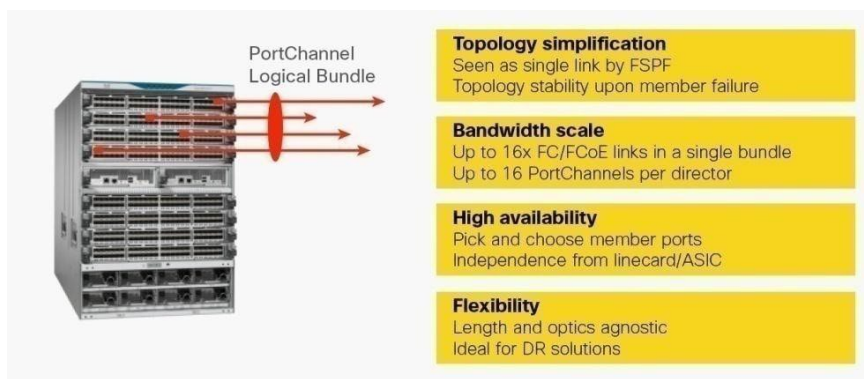 PortChannel
Logical Bundle
Topology simplification
Seen as single link by FSPF
Topology stability upon member failure
Bandwidth scale
Up to 16x FC/FCoE links in a single bundle
Up to 16 PortChannels per director
High availability
Pick and choose member ports
Independence from linecard/ASIC
Flexibility
Length and optics agnostic
Ideal for DR solutions